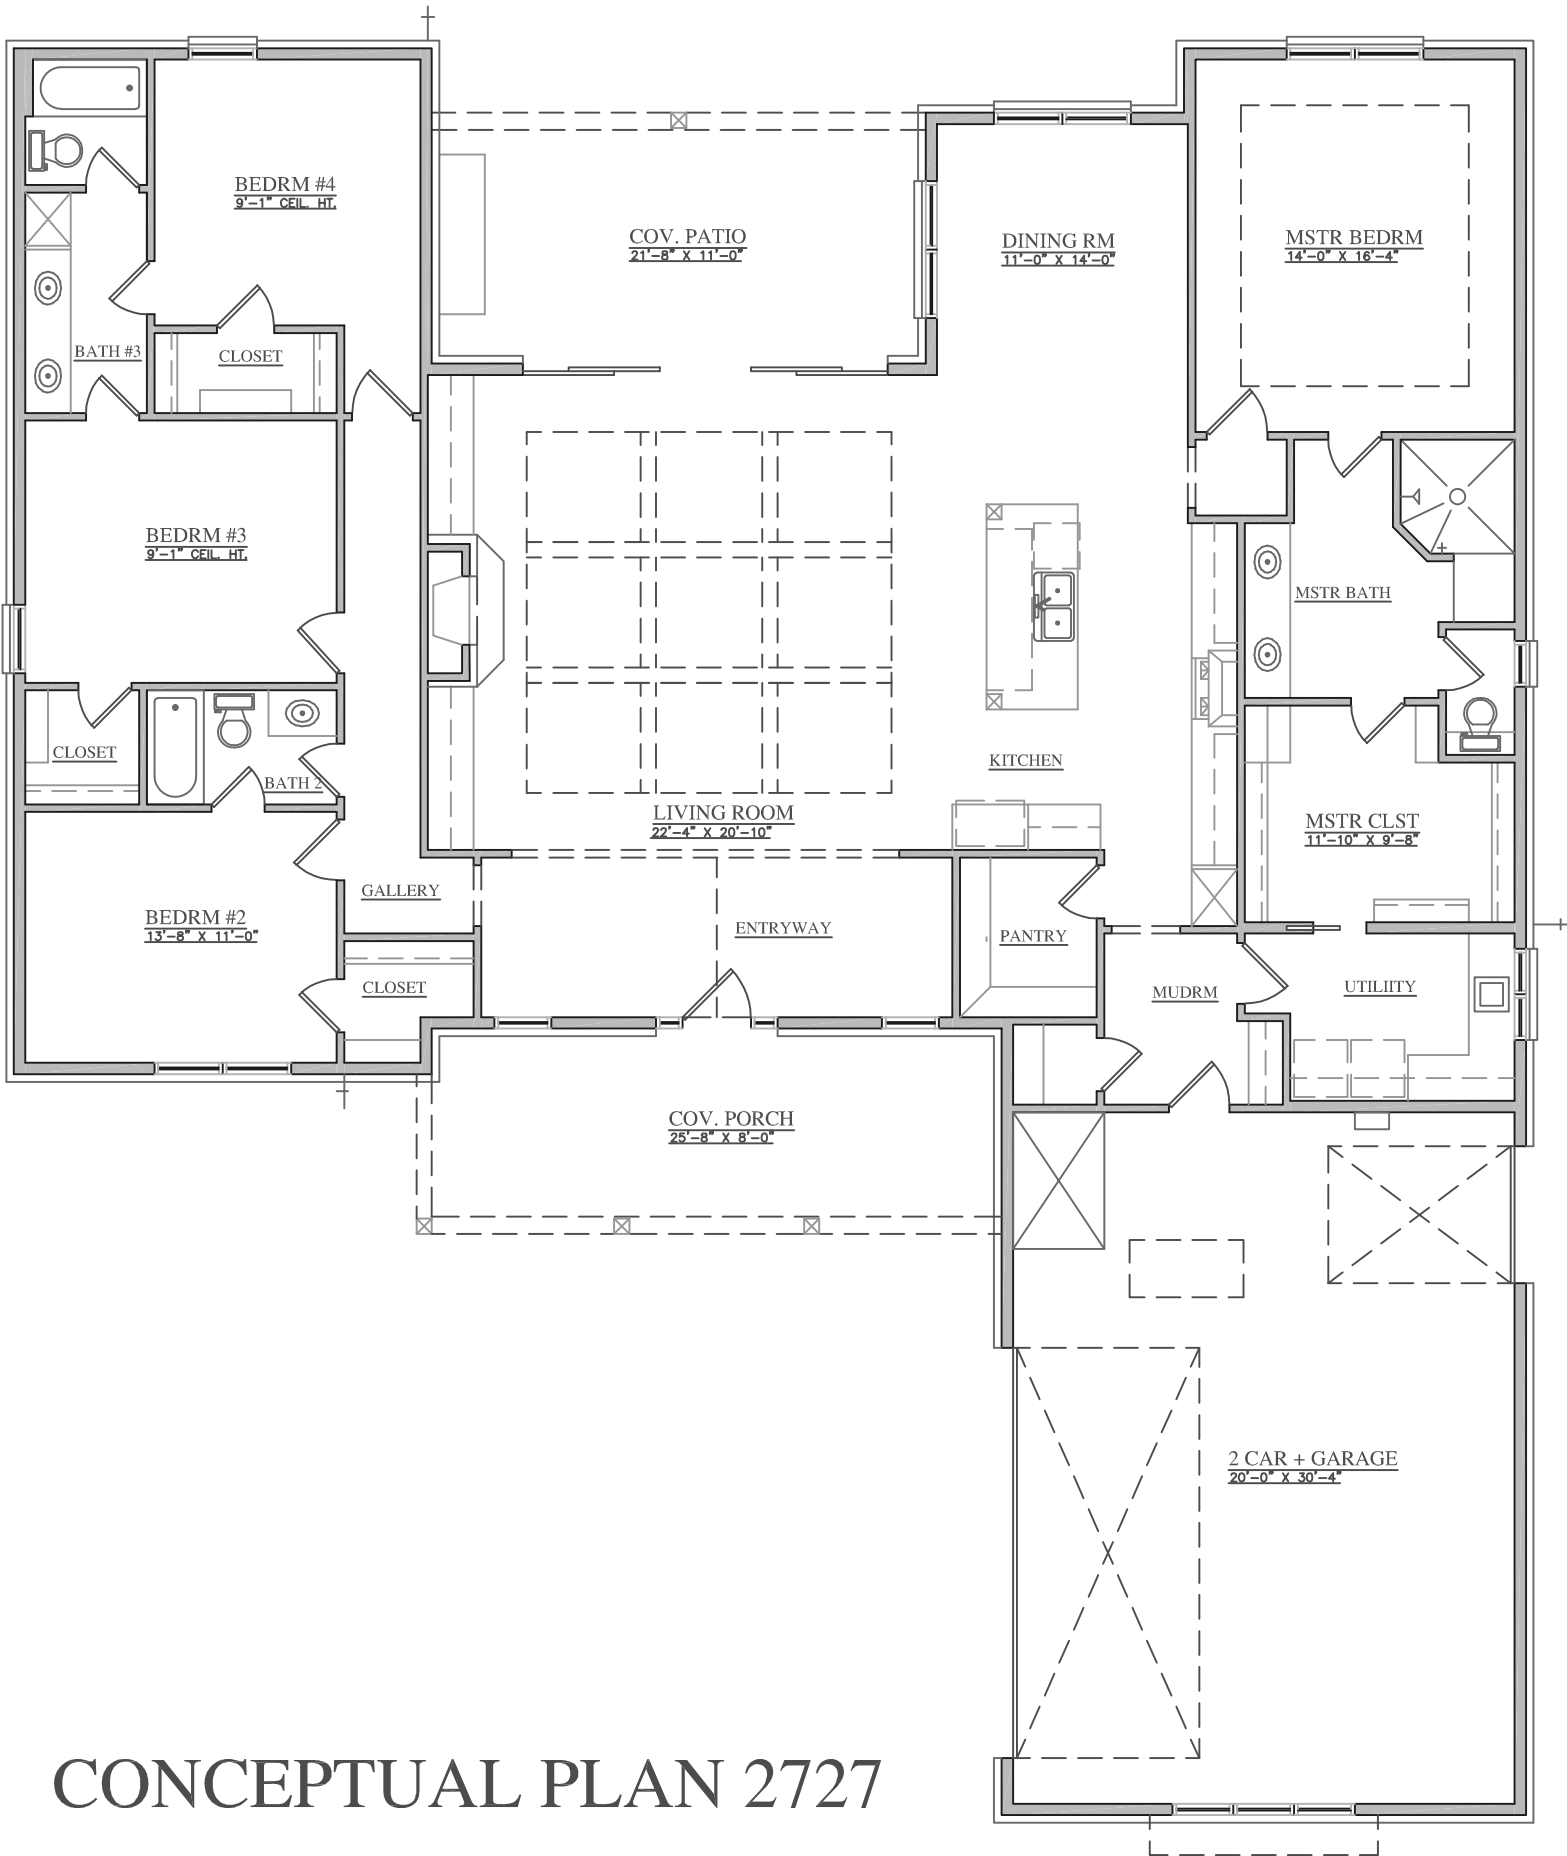 BEDRM #4
9'-1" CEIL. HT.
COV. PATIO
21'-8" X 11'-0"
DINING RM
11'-0" X 14'-0"
MSTR BEDRM
14'-0" X 16'-4"
BATH #3
CLOSET
BEDRM #3
9'-1" CEIL. HT.
MSTR BATH
CLOSET
BATH 2
KITCHEN
LIVING ROOM
22'-4" X 20'-10"
MSTR CLST
11'-10" X 9'-8"
GALLERY
BEDRM #2
13'-8" X 11'-0"
ENTRYWAY
PANTRY
CLOSET
MUDRM
UTILIITY
COV. PORCH
25'-8" X 8'-0"
2 CAR + GARAGE
20'-0" X 30'-4"
CONCEPTUAL PLAN 2727